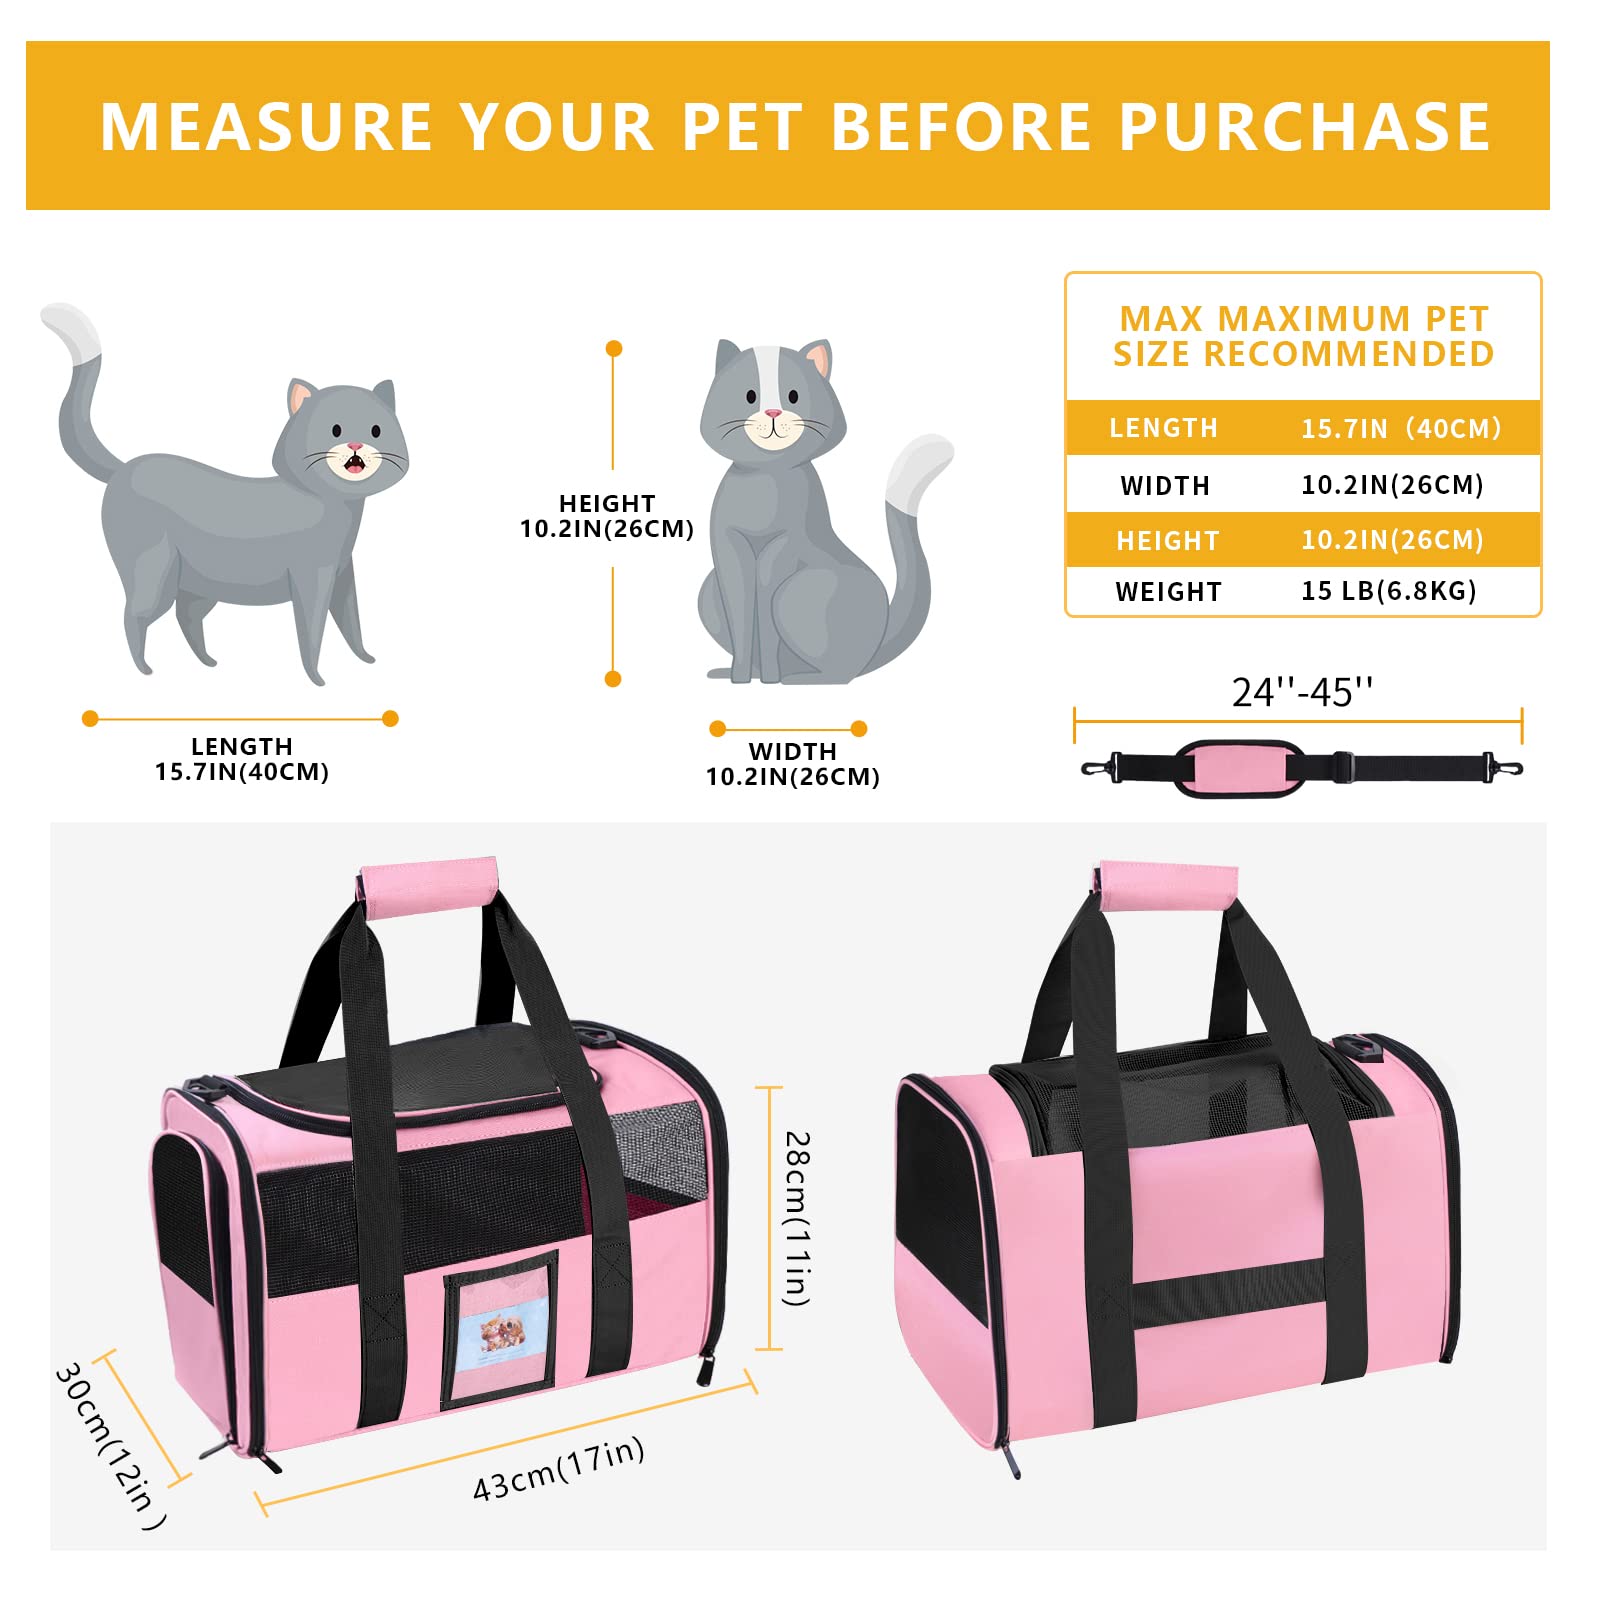 MEASURE YOUR PET BEFORE PURCHASE
HEIGHT
10.2IN(26CM)
LENGTH
15.7IN(40CM)
WIDTH
10.2IN(26CM)
MAX MAXIMUM PET
SIZE RECOMMENDED
LENGTH 15.7IN（40CM）
WIDTH 10.2IN(26CM)
HEIGHT 10.2IN(26CM)
WEIGHT 15 LB(6.8KG)
24''-45''
28cm(11in)
30cm(12in )
43cm(17in)